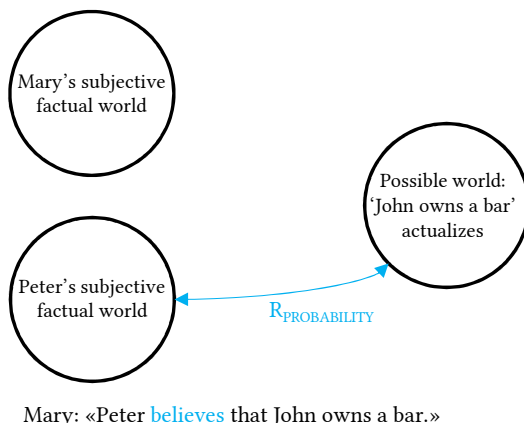 Mary’s subjective
factual world
Possible world:
‘John owns a bar’
actualizes
Peter’s subjective
factual world
RPROBABILITY
Mary: «Peter believes that John owns a bar.»